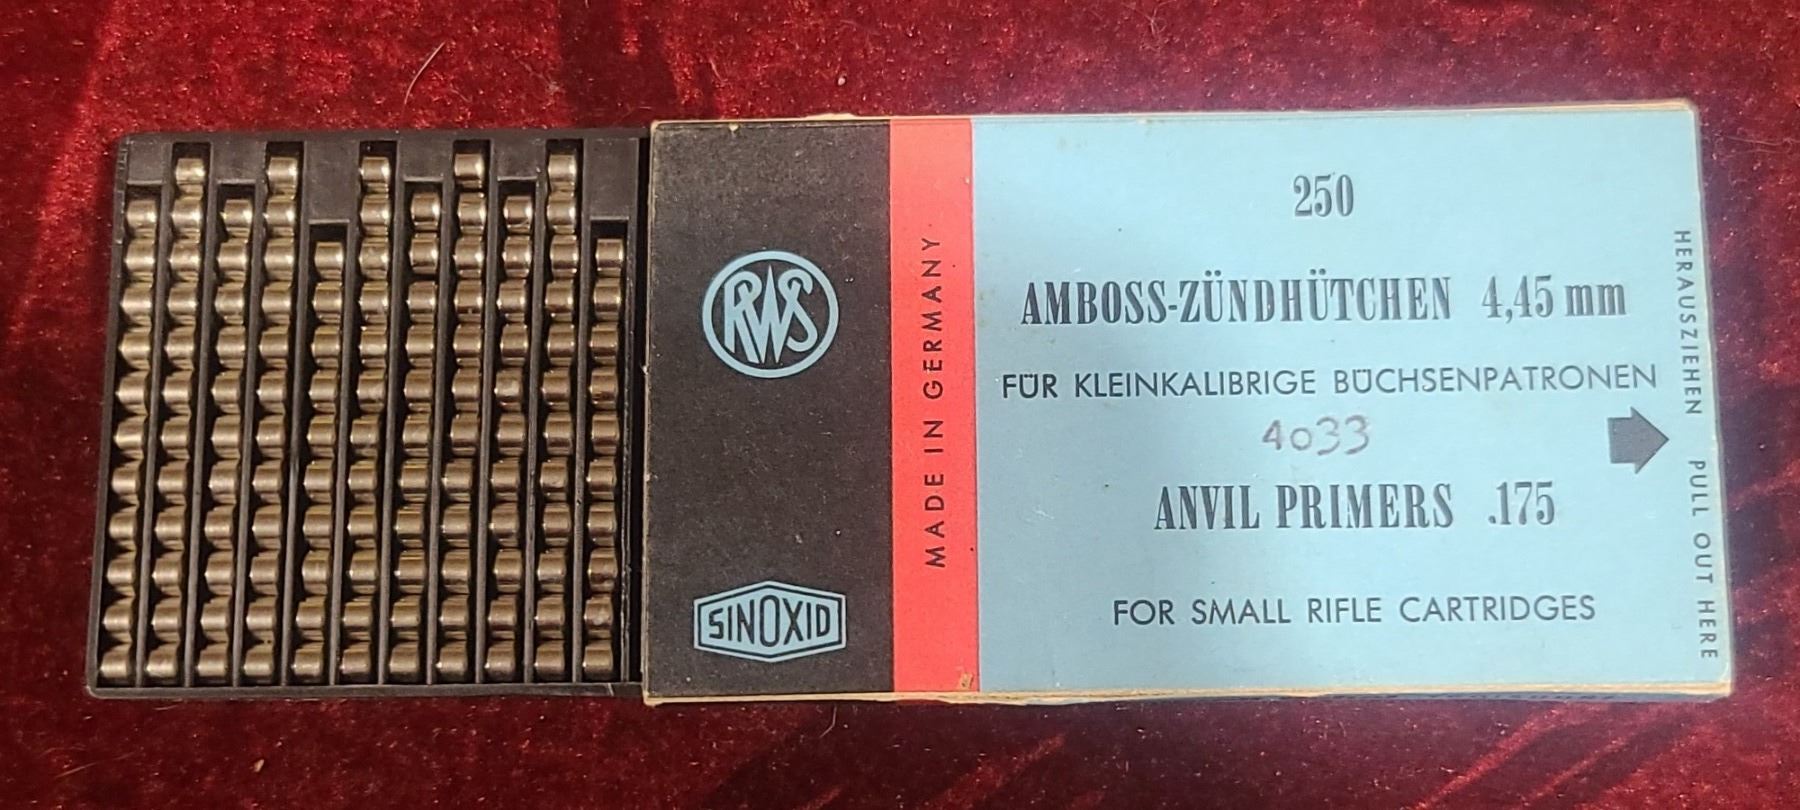 RWS
SINOXID
MADE IN GERMANY
250
AMBOSS-ZÜNDHÜTCHEN 4,45 mm
FÜR KLEINKALIBRIGE BÜCHSENPATRONEN
4033
ANVIL PRIMERS .175
FOR SMALL RIFLE CARTRIDGES
HERAUSZIEHEN PULL OUT HERE